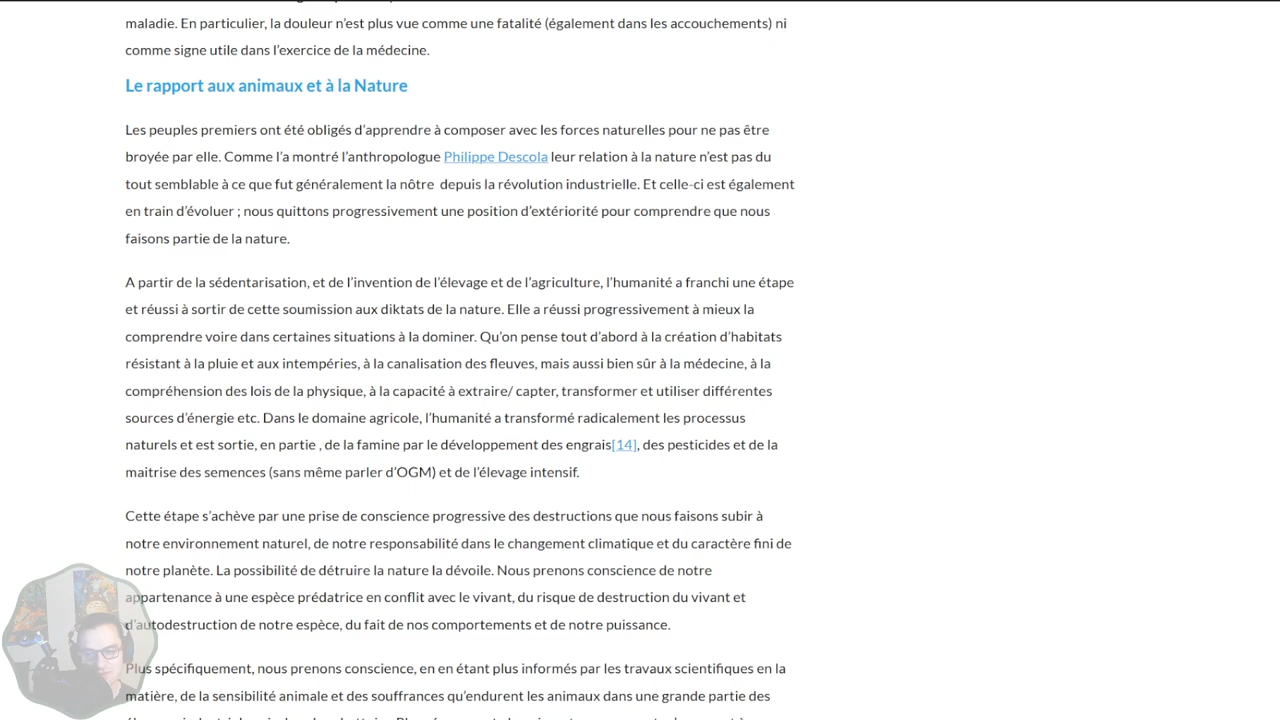 maladie. En particulier, la douleur n’est plus vue comme une fatalité (également dans les accouchements) ni
comme signe utile dans l’exercice de la médecine.
Le rapport aux animaux et à la Nature
Les peuples premiers ont été obligés d’apprendre à composer avec les forces naturelles pour ne pas être
broyée par elle. Comme l’a montré l’anthropologue Philippe Descola leur relation à la nature n’est pas du
tout semblable à ce que fut généralement la nôtre depuis la révolution industrielle. Et celle-ci est également
en train d’évoluer ; nous quittons progressivement une position d’extériorité pour comprendre que nous
faisons partie de la nature.
A partir de la sédentarisation, et de l’invention de l’élevage et de l’agriculture, l’humanité a franchi une étape
et réussi à sortir de cette soumission aux diktats de la nature. Elle a réussi progressivement à mieux la
comprendre voire dans certaines situations à la dominer. Qu’on pense tout d’abord à la création d’habitats
résistant à la pluie et aux intempéries, à la canalisation des fleuves, mais aussi bien sûr à la médecine, à la
compréhension des lois de la physique, à la capacité à extraire/ capter, transformer et utiliser différentes
sources d’énergie etc. Dans le domaine agricole, l’humanité a transformé radicalement les processus
naturels et est sortie, en partie , de la famine par le développement des engrais[14], des pesticides et de la
maitrise des semences (sans même parler d’OGM) et de l’élevage intensif.
Cette étape s’achève par une prise de conscience progressive des destructions que nous faisons subir à
notre environnement naturel, de notre responsabilité dans le changement climatique et du caractère fini de
notre planète. La possibilité de détruire la nature la dévoile. Nous prenons conscience de notre
appartenance à une espèce prédatrice en conflit avec le vivant, du risque de destruction du vivant et
d’autodestruction de notre espèce, du fait de nos comportements et de notre puissance.
Plus spécifiquement, nous prenons conscience, en en étant plus informés par les travaux scientifiques en la
matière, de la sensibilité animale et des souffrances qu’endurent les animaux dans une grande partie des